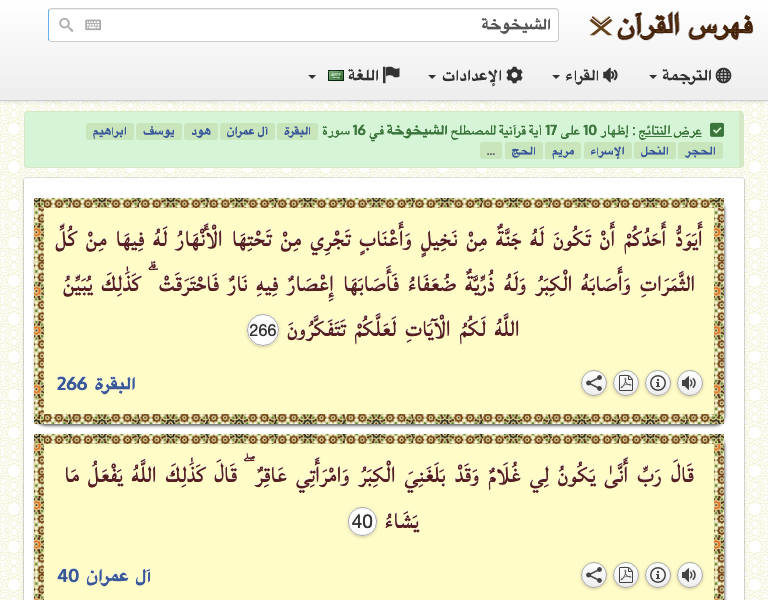 فهرس القرآن
الشيخوخة
الترجمة القراء الإعدادات اللغة
عرض النتائج : إظهار 10 على 17 آية قرآنية للمصطلح الشيخوخة في 16 سورة البقرة آل عمران هود يوسف ابراهيم
الحجر النحل الإسراء مريم الحج ...
أَيَوَدُّ أَحَدُكُمْ أَنْ تَكُونَ لَهُ جَنَّةٌ مِنْ نَخِيلٍ وَأَعْنَابٍ تَجْرِي مِنْ تَحْتِهَا الْأَنْهَارُ لَهُ فِيهَا مِنْ كُلِّ
الثَّمَرَاتِ وَأَصَابَهُ الْكِبَرُ وَلَهُ ذُرِّيَّةٌ ضُعَفَاءُ فَأَصَابَهَا إِعْصَارٌ فِيهِ نَارٌ فَاحْتَرَقَتْ ۗ كَذَٰلِكَ يُبَيِّنُ
اللَّهُ لَكُمُ الْآيَاتِ لَعَلَّكُمْ تَتَفَكَّرُونَ 266
البقرة 266
قَالَ رَبِّ أَنَّىٰ يَكُونُ لِي غُلَامٌ وَقَدْ بَلَغَنِيَ الْكِبَرُ وَامْرَأَتِي عَاقِرٌ ۖ قَالَ كَذَٰلِكَ اللَّهُ يَفْعَلُ مَا
يَشَاءُ 40
آل عمران 40